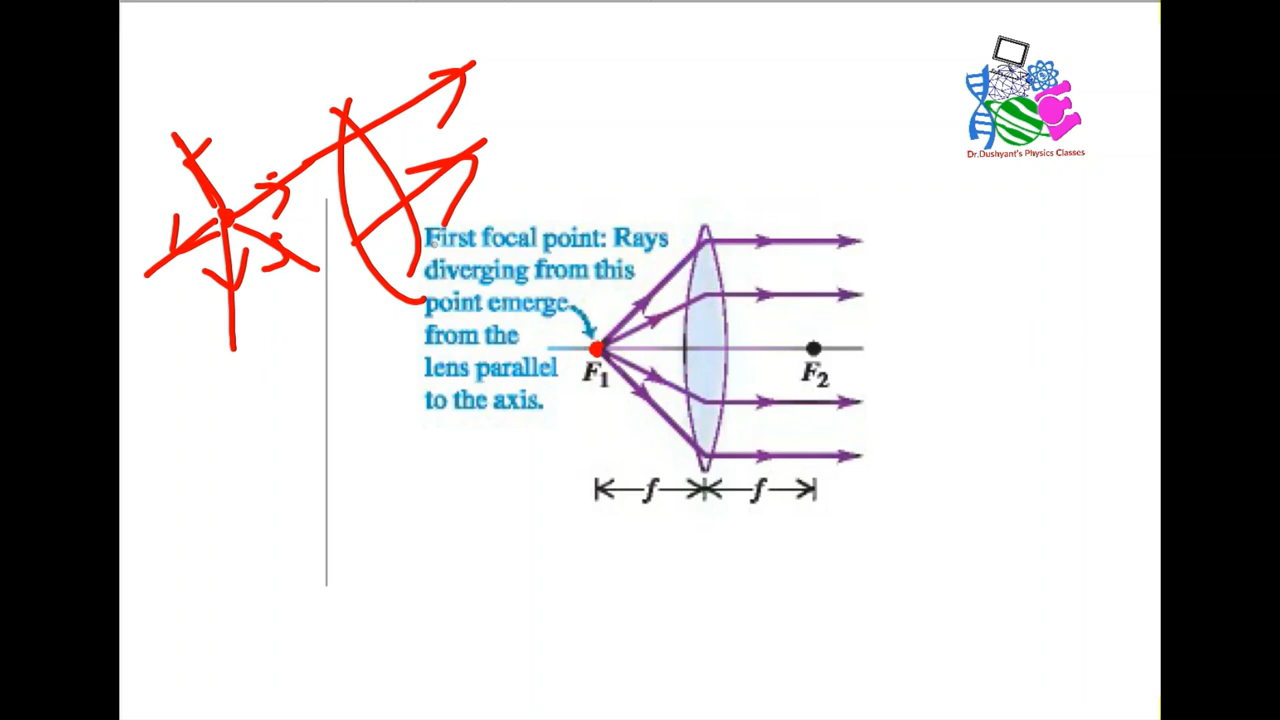 Dr.Dushyant's Physics Classes
First focal point: Rays
diverging from this
point emerge
from the
lens parallel
to the axis.
F₁
F₂
f
f